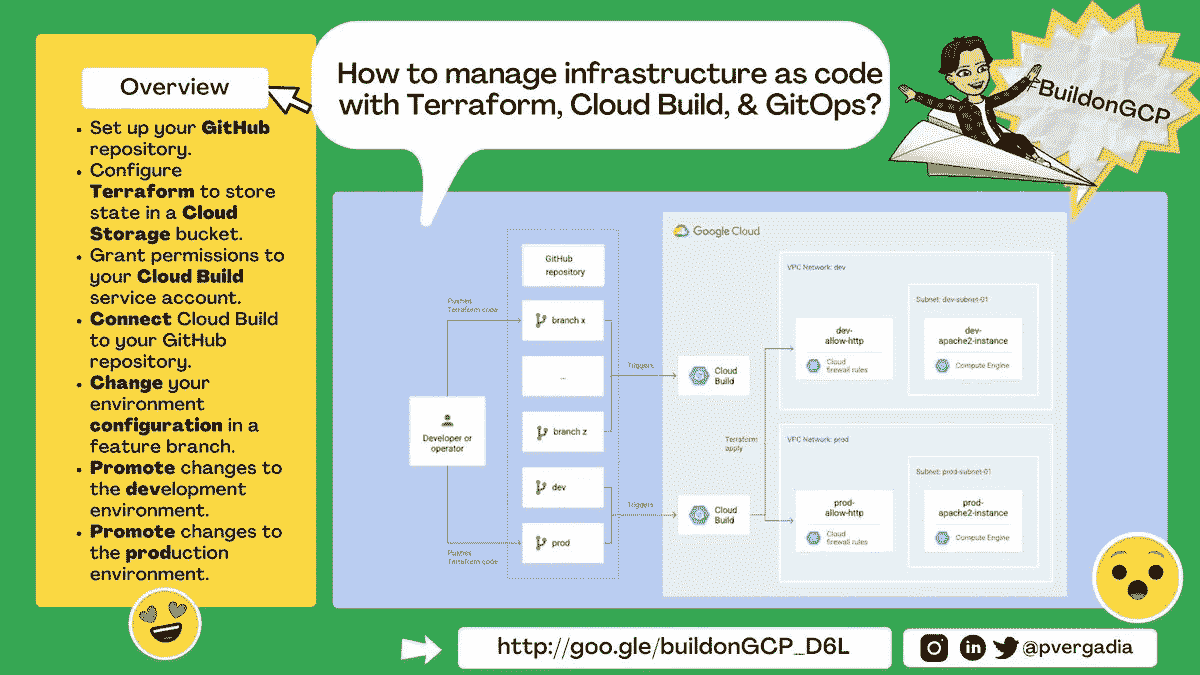 Overview
• Set up your GitHub
repository.
• Configure
Terraform to store
state in a Cloud
Storage bucket.
• Grant permissions to
your Cloud Build
service account.
• Connect Cloud Build
to your GitHub
repository.
• Change your
environment
configuration in a
feature branch.
• Promote changes to
the development
environment.
• Promote changes to
the production
environment.
How to manage infrastructure as code
with Terraform, Cloud Build, & GitOps?
#BuildonGCP
Developer or
operator
Pushes
Terraform code
Pushes
Terraform code
GitHub
repository
branch x
...
branch z
dev
prod
Triggers
Triggers
Google Cloud
Cloud
Build
Cloud
Build
Terraform
apply
VPC Network: dev
dev-
allow-http
Cloud
firewall rules
Subnet: dev-subnet-01
dev-
apache2-instance
Compute Engine
VPC Network: prod
prod-
allow-http
Cloud
firewall rules
Subnet: prod-subnet-01
prod-
apache2-instance
Compute Engine
http://goo.gle/buildonGCP_D6L
@pvergadia